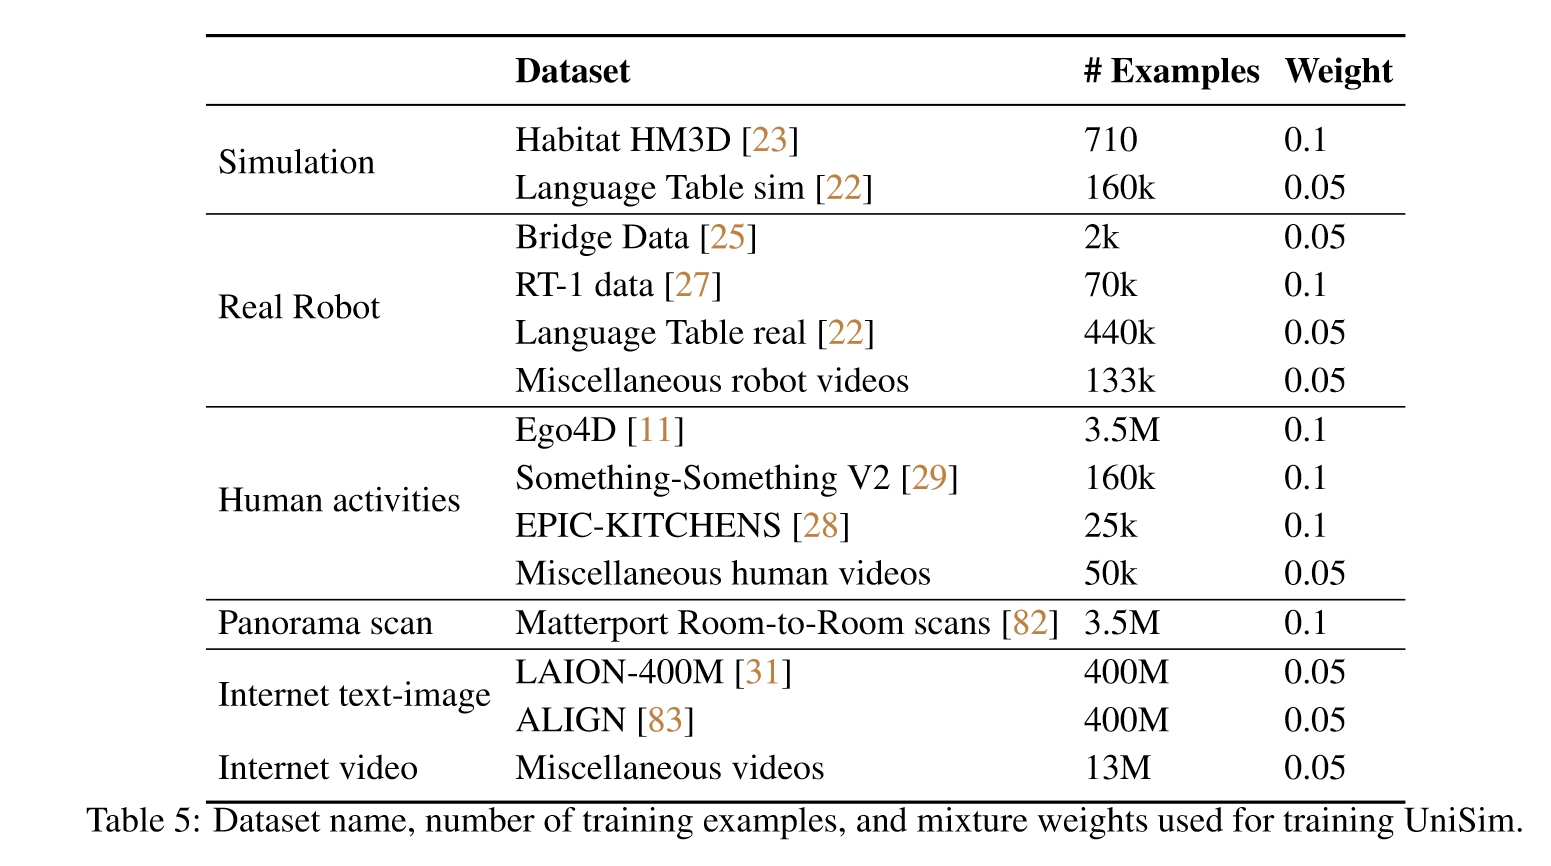 Dataset # Examples Weight
Simulation
Habitat HM3D [23] 710 0.1
Language Table sim [22] 160k 0.05
Real Robot
Bridge Data [25] 2k 0.05
RT-1 data [27] 70k 0.1
Language Table real [22] 440k 0.05
Miscellaneous robot videos 133k 0.05
Human activities
Ego4D [11] 3.5M 0.1
Something-Something V2 [29] 160k 0.1
EPIC-KITCHENS [28] 25k 0.1
Miscellaneous human videos 50k 0.05
Panorama scan Matterport Room-to-Room scans [82] 3.5M 0.1
Internet text-image
LAION-400M [31] 400M 0.05
ALIGN [83] 400M 0.05
Internet video Miscellaneous videos 13M 0.05
Table 5: Dataset name, number of training examples, and mixture weights used for training UniSim.